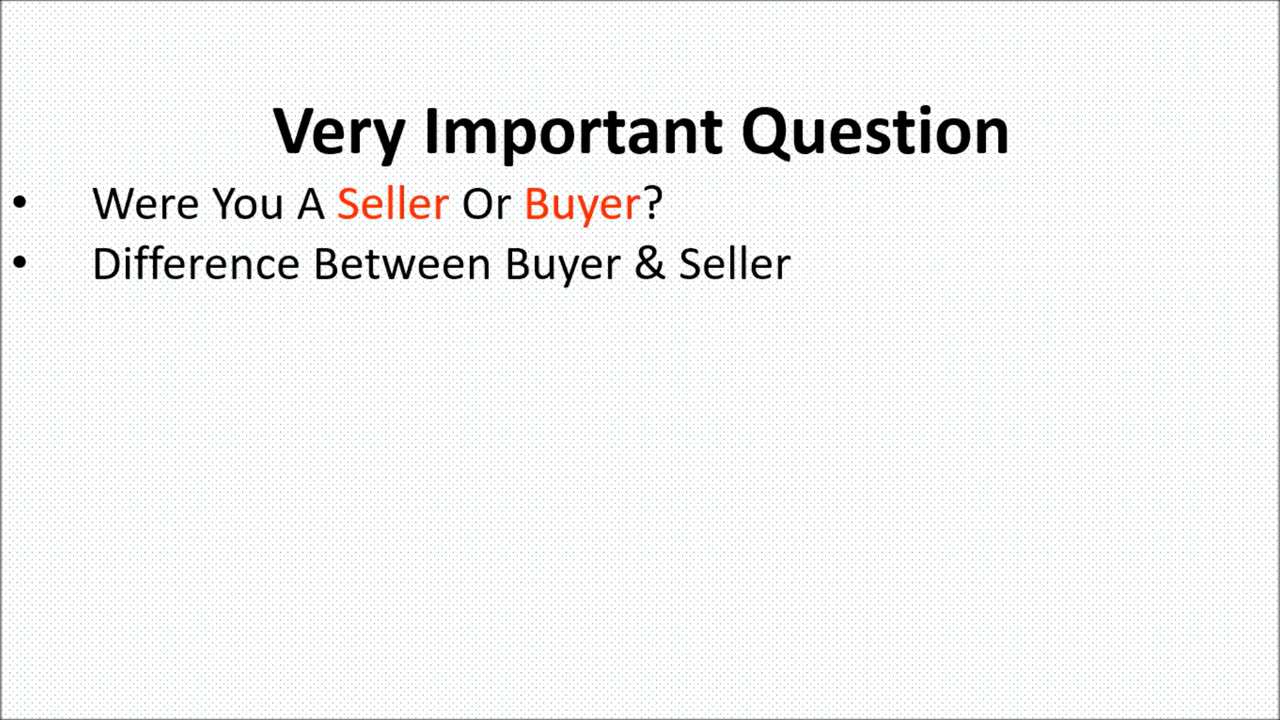 Very Important Question
• Were You A Seller Or Buyer?
• Difference Between Buyer & Seller